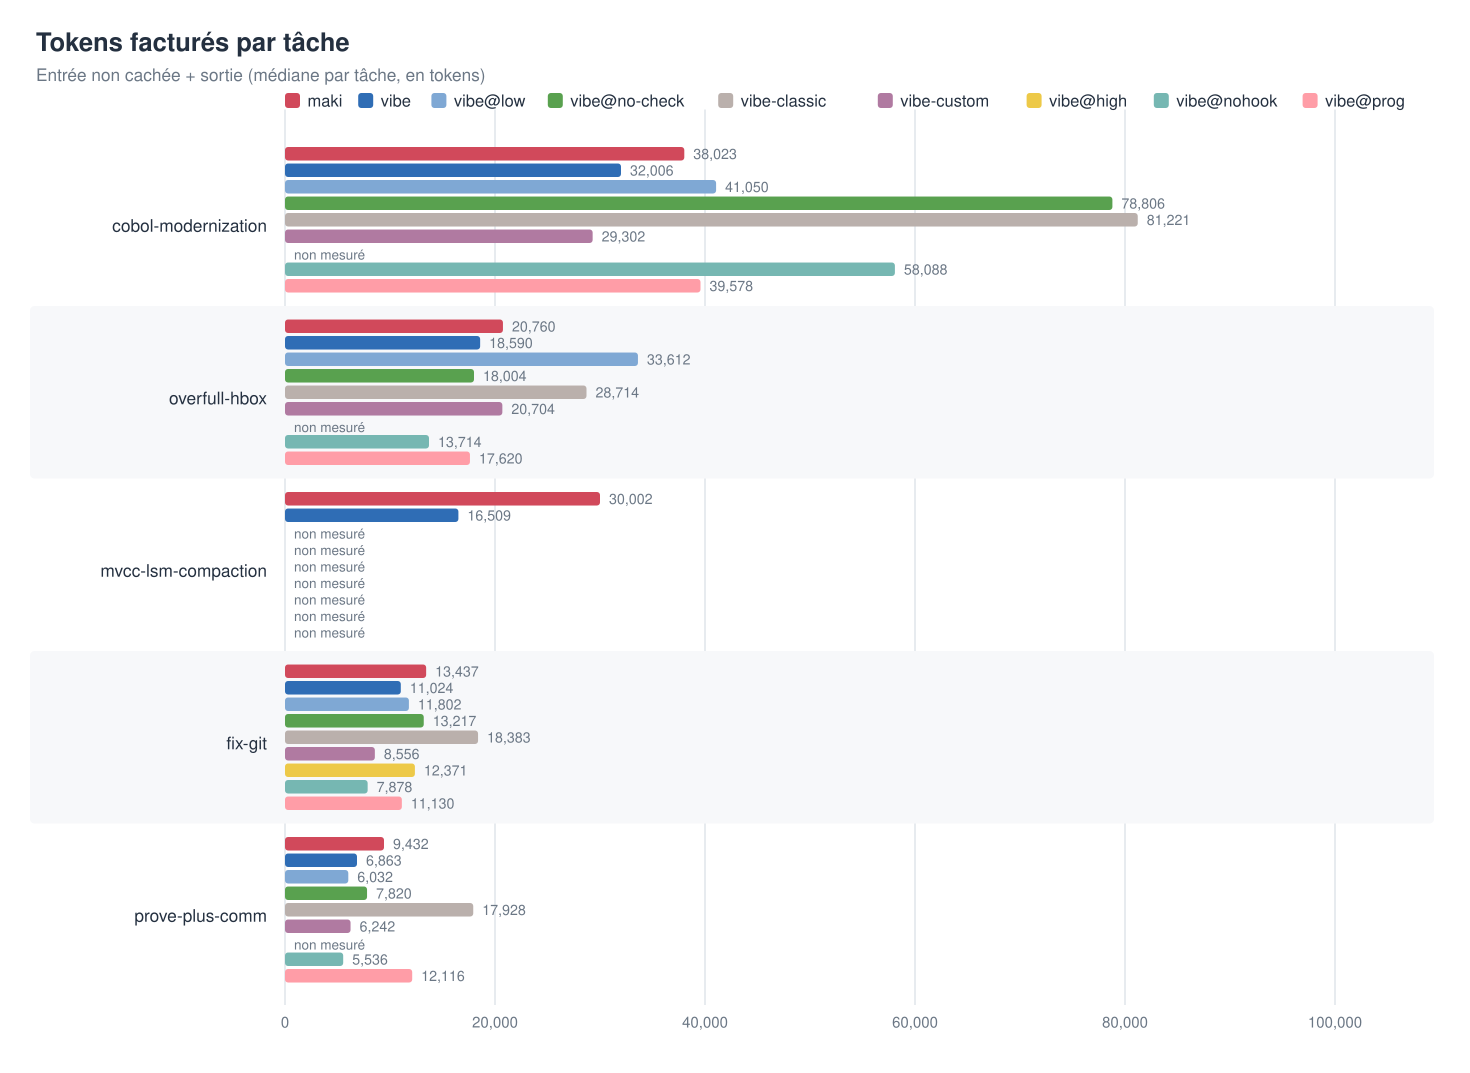 Tokens facturés par tâche
Entrée non cachée + sortie (médiane par tâche, en tokens)
maki vibe vibe@low vibe@no-check vibe-classic vibe-custom vibe@high vibe@nohook vibe@prog
cobol-modernization
38,023
32,006
41,050
78,806
81,221
29,302
non mesuré
58,088
39,578
overfull-hbox
20,760
18,590
33,612
18,004
28,714
20,704
non mesuré
13,714
17,620
mvcc-lsm-compaction
30,002
16,509
non mesuré
non mesuré
non mesuré
non mesuré
non mesuré
non mesuré
non mesuré
fix-git
13,437
11,024
11,802
13,217
18,383
8,556
12,371
7,878
11,130
prove-plus-comm
9,432
6,863
6,032
7,820
17,928
6,242
non mesuré
5,536
12,116
0 20,000 40,000 60,000 80,000 100,000